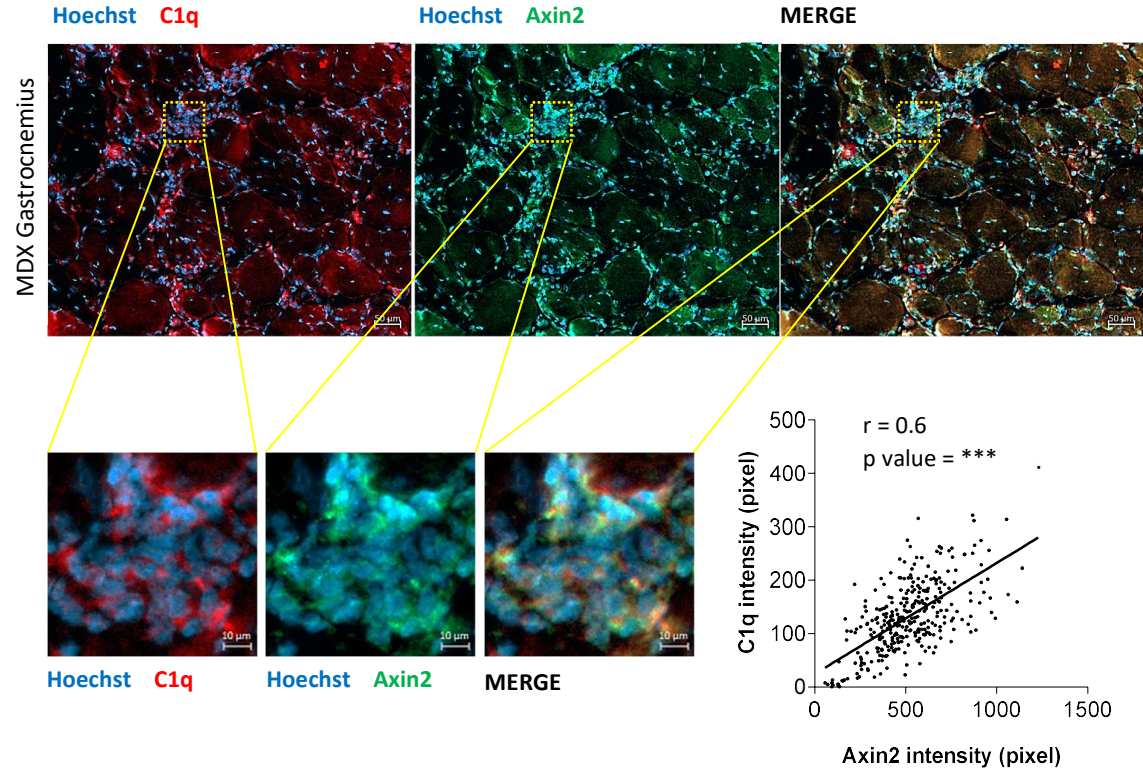 Hoechst C1q
Hoechst Axin2
MERGE
MDX Gastrocnemius
50 µm
50 µm
50 µm
10 µm
10 µm
10 µm
Hoechst C1q
Hoechst Axin2
MERGE
r = 0.6
p value = ***
C1q intensity (pixel)
500
400
300
200
100
0
0
500
1000
1500
Axin2 intensity (pixel)